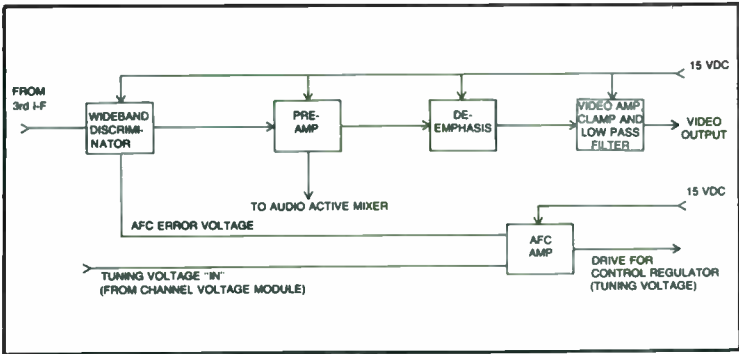 15 VDC
FROM
3rd I-F
WIDEBAND
DISCRIMI-
NATOR
PRE-
AMP
DE-
EMPHASIS
VIDEO AMP,
CLAMP AND
LOW PASS
FILTER
VIDEO
OUTPUT
TO AUDIO ACTIVE MIXER
15 VDC
AFC ERROR VOLTAGE
AFC
AMP
TUNING VOLTAGE "IN"
(FROM CHANNEL VOLTAGE MODULE)
DRIVE FOR
CONTROL REGULATOR
(TUNING VOLTAGE)